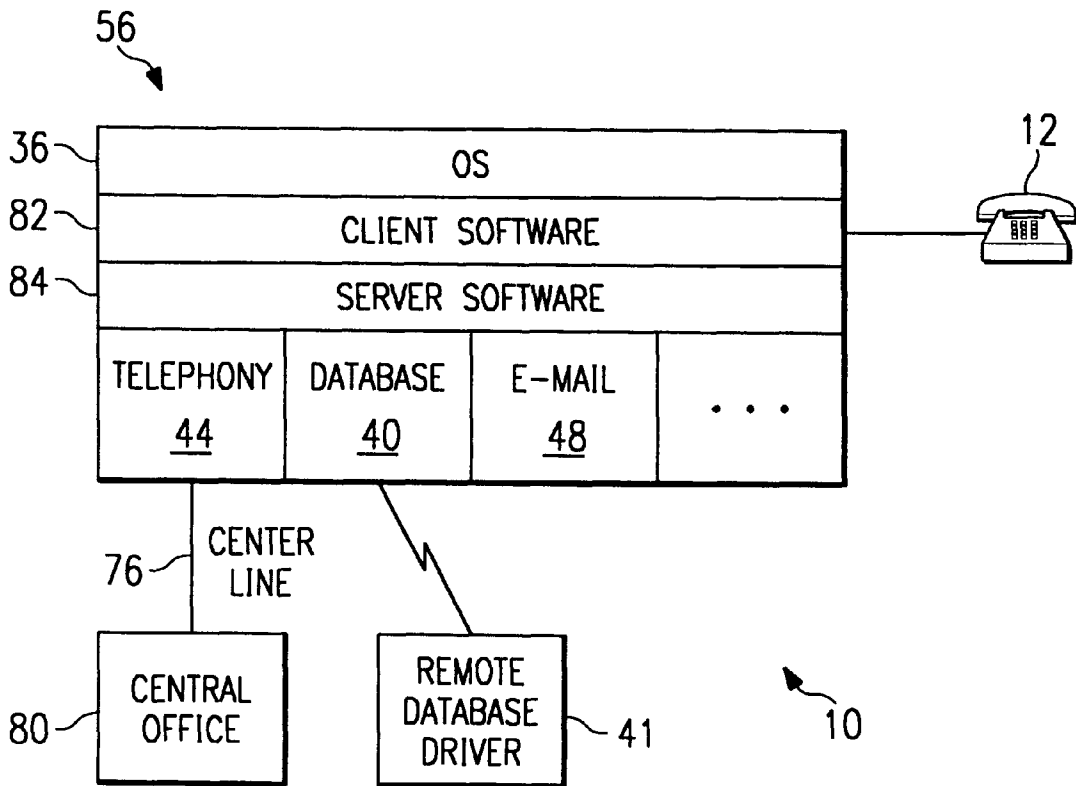 56
36
OS
12
82
CLIENT SOFTWARE
84
SERVER SOFTWARE
TELEPHONY
44
DATABASE
40
E-MAIL
48
. . .
76
CENTER
LINE
80
CENTRAL
OFFICE
REMOTE
DATABASE
DRIVER
41
10